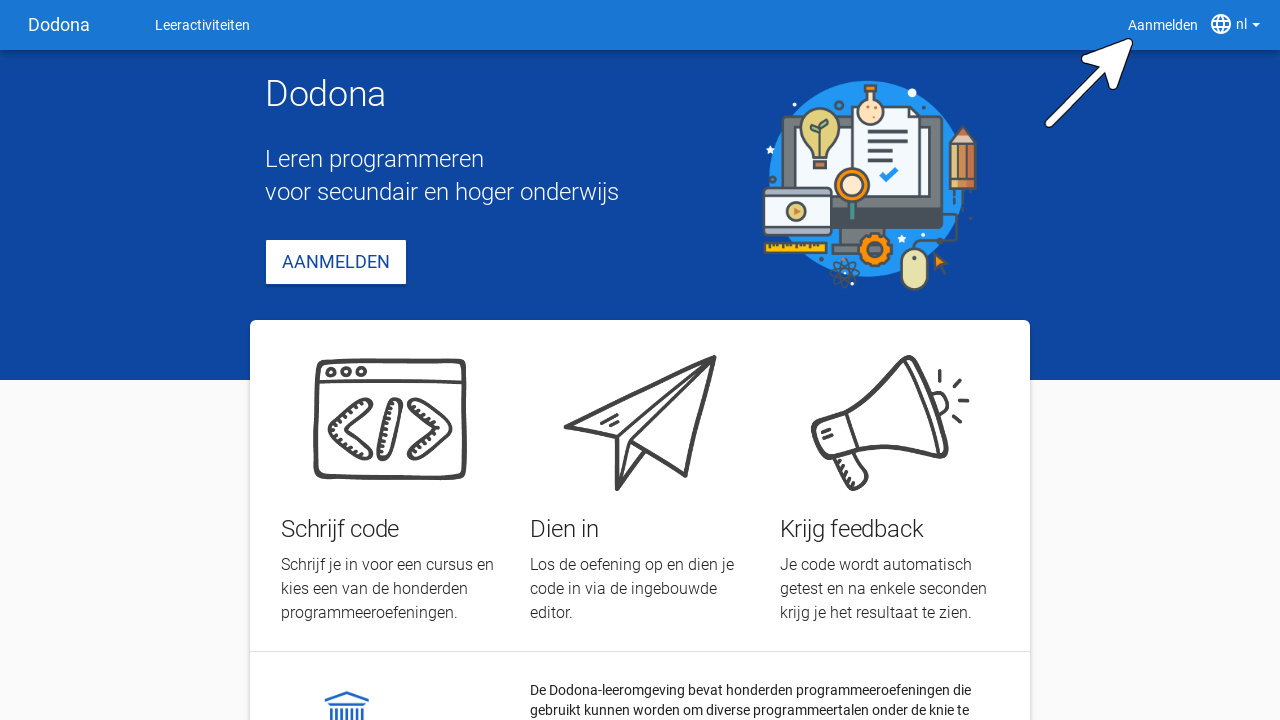 Dodona
Leeractiviteiten
Aanmelden
nl
Dodona
Leren programmeren
voor secundair en hoger onderwijs
AANMELDEN
Schrijf code
Schrijf je in voor een cursus en
kies een van de honderden
programmeeroefeningen.
Dien in
Los de oefening op en dien je
code in via de ingebouwde
editor.
Krijg feedback
Je code wordt automatisch
getest en na enkele seconden
krijg je het resultaat te zien.
De Dodona-leeromgeving bevat honderden programmeeroefeningen die
gebruikt kunnen worden om diverse programmeertalen onder de knie te